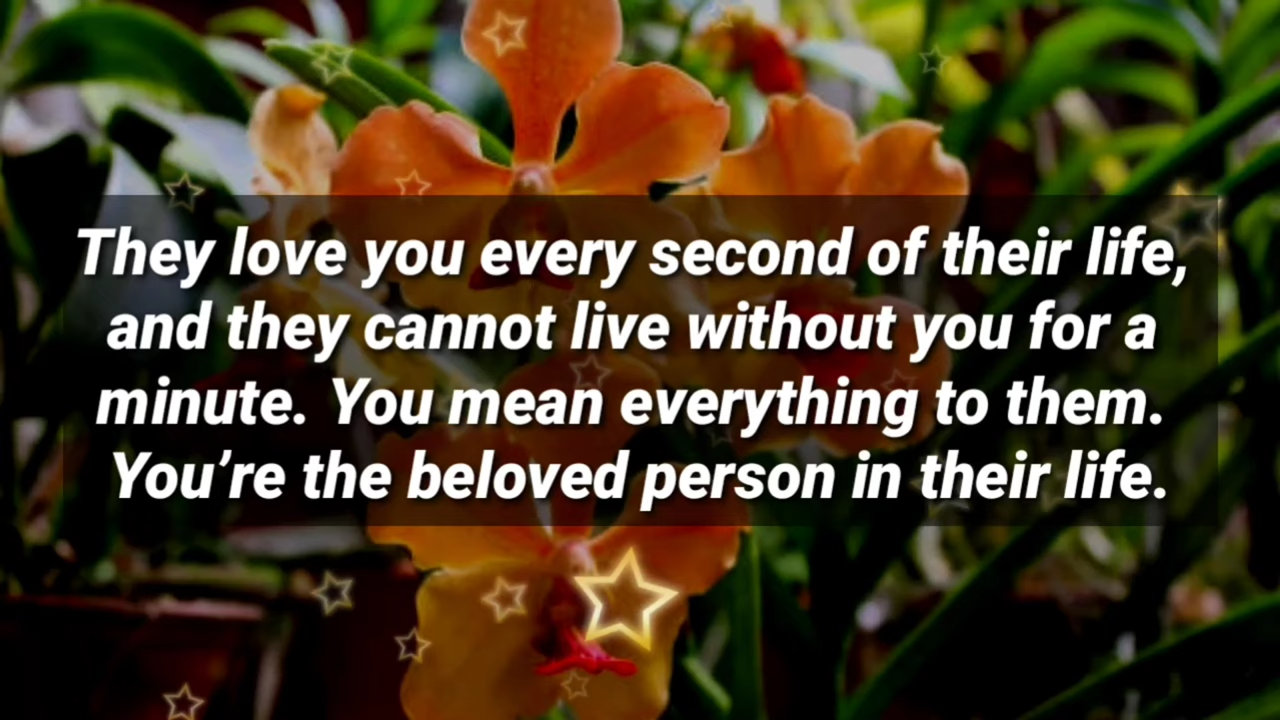 They love you every second of their life,
and they cannot live without you for a
minute. You mean everything to them.
You’re the beloved person in their life.